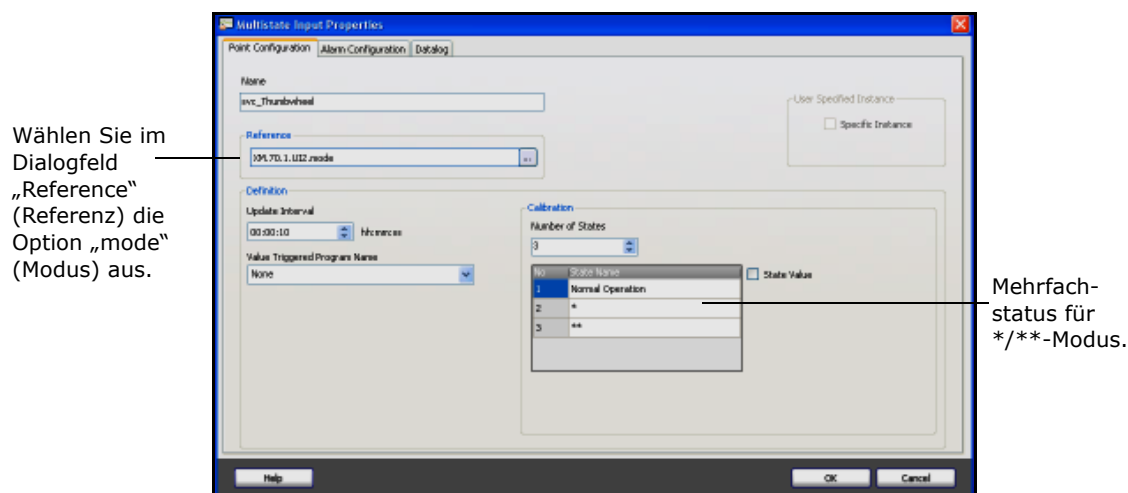 Multistate Input Properties
Point Configuration
Alarm Configuration
Datalog
Name
svc_Thumbwheel
User Specified Instance
Specific Instance
Wählen Sie im
Dialogfeld
„Reference“
(Referenz) die
Option „mode“
(Modus) aus.
Reference
XM.70.1.UI2.mode
...
Definition
Update Interval
00:00:10
hh:mm:ss
Value Triggered Program Name
None
Calibration
Number of States
3
No
State Name
1
Normal Operation
2
*
3
**
State Value
Mehrfach-
status für
*/**-Modus.
Help
OK
Cancel